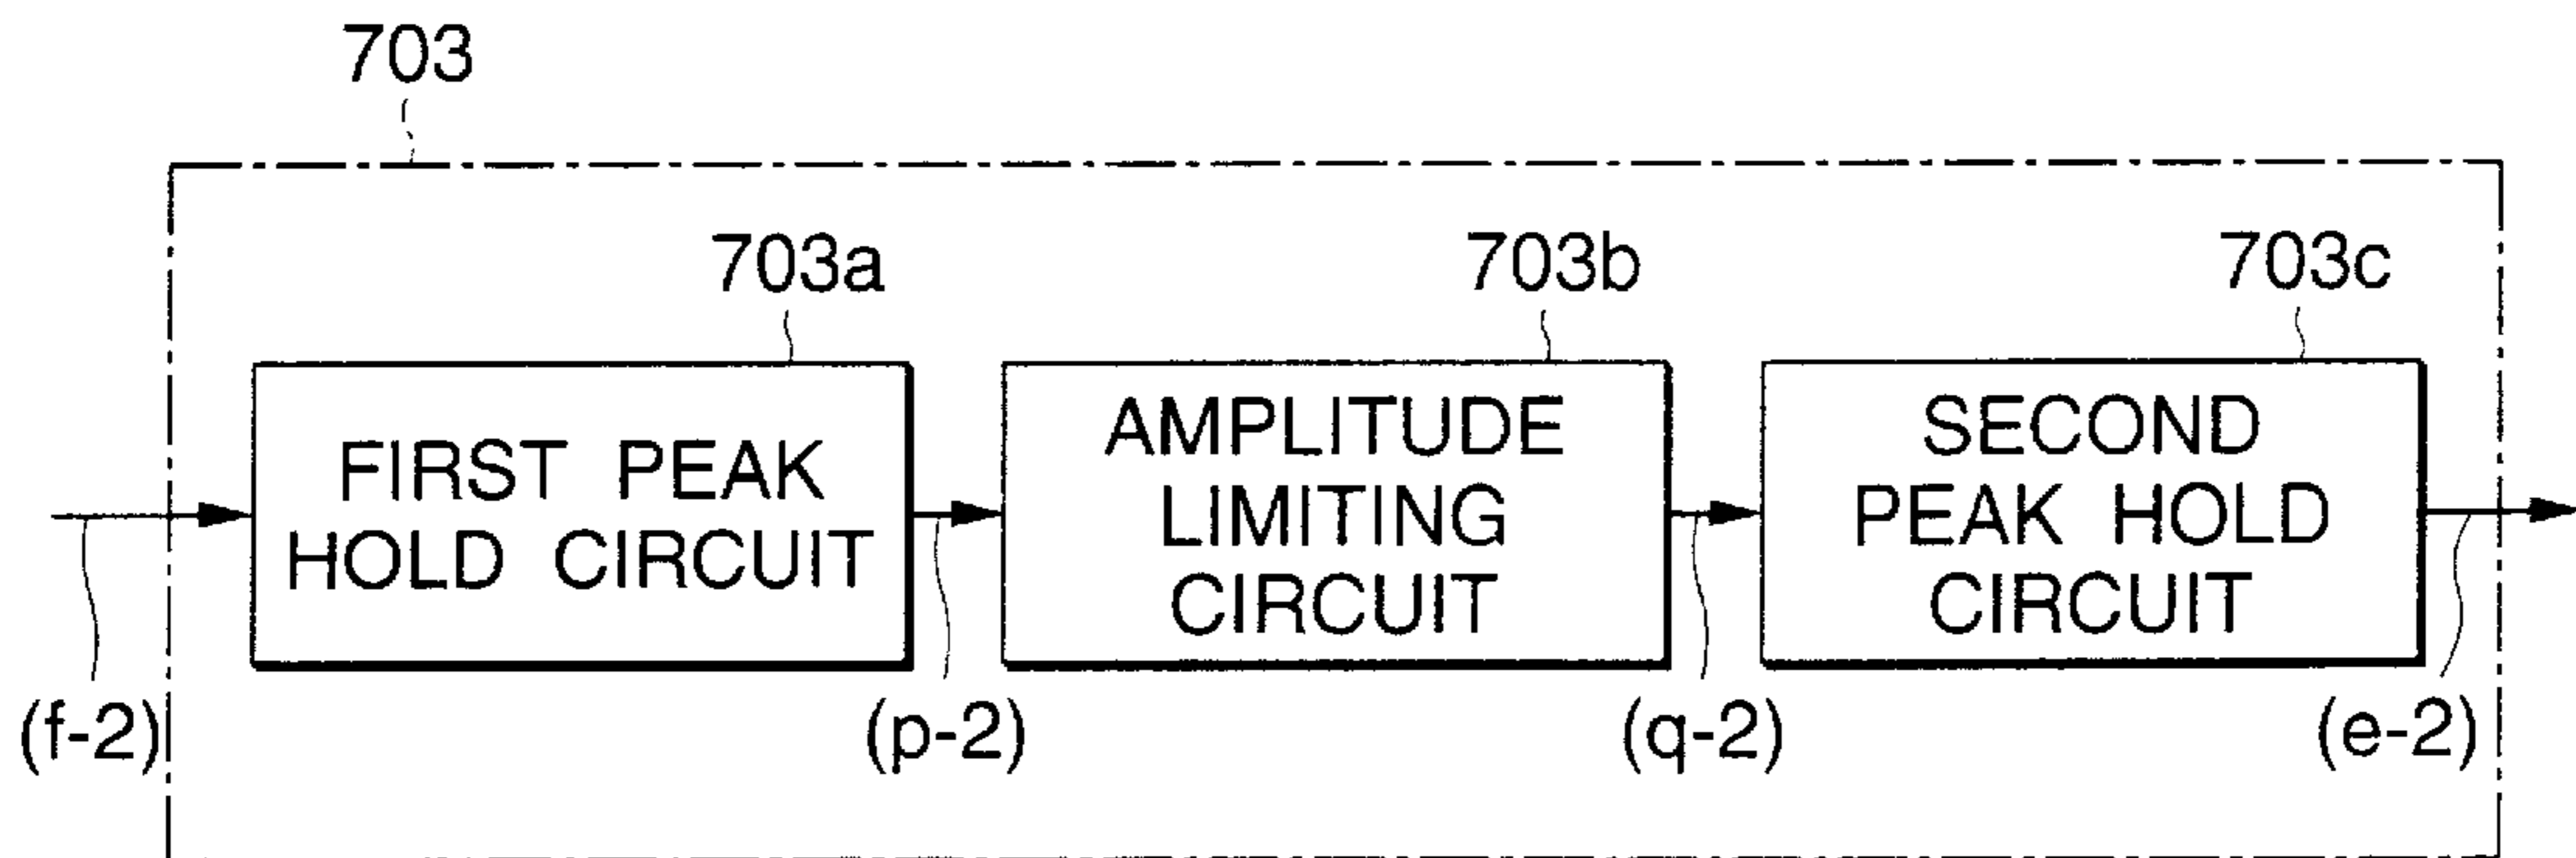 703
703a
703b
703c
FIRST PEAK
HOLD CIRCUIT
AMPLITUDE
LIMITING
CIRCUIT
SECOND
PEAK HOLD
CIRCUIT
(f-2)
(p-2)
(q-2)
(e-2)